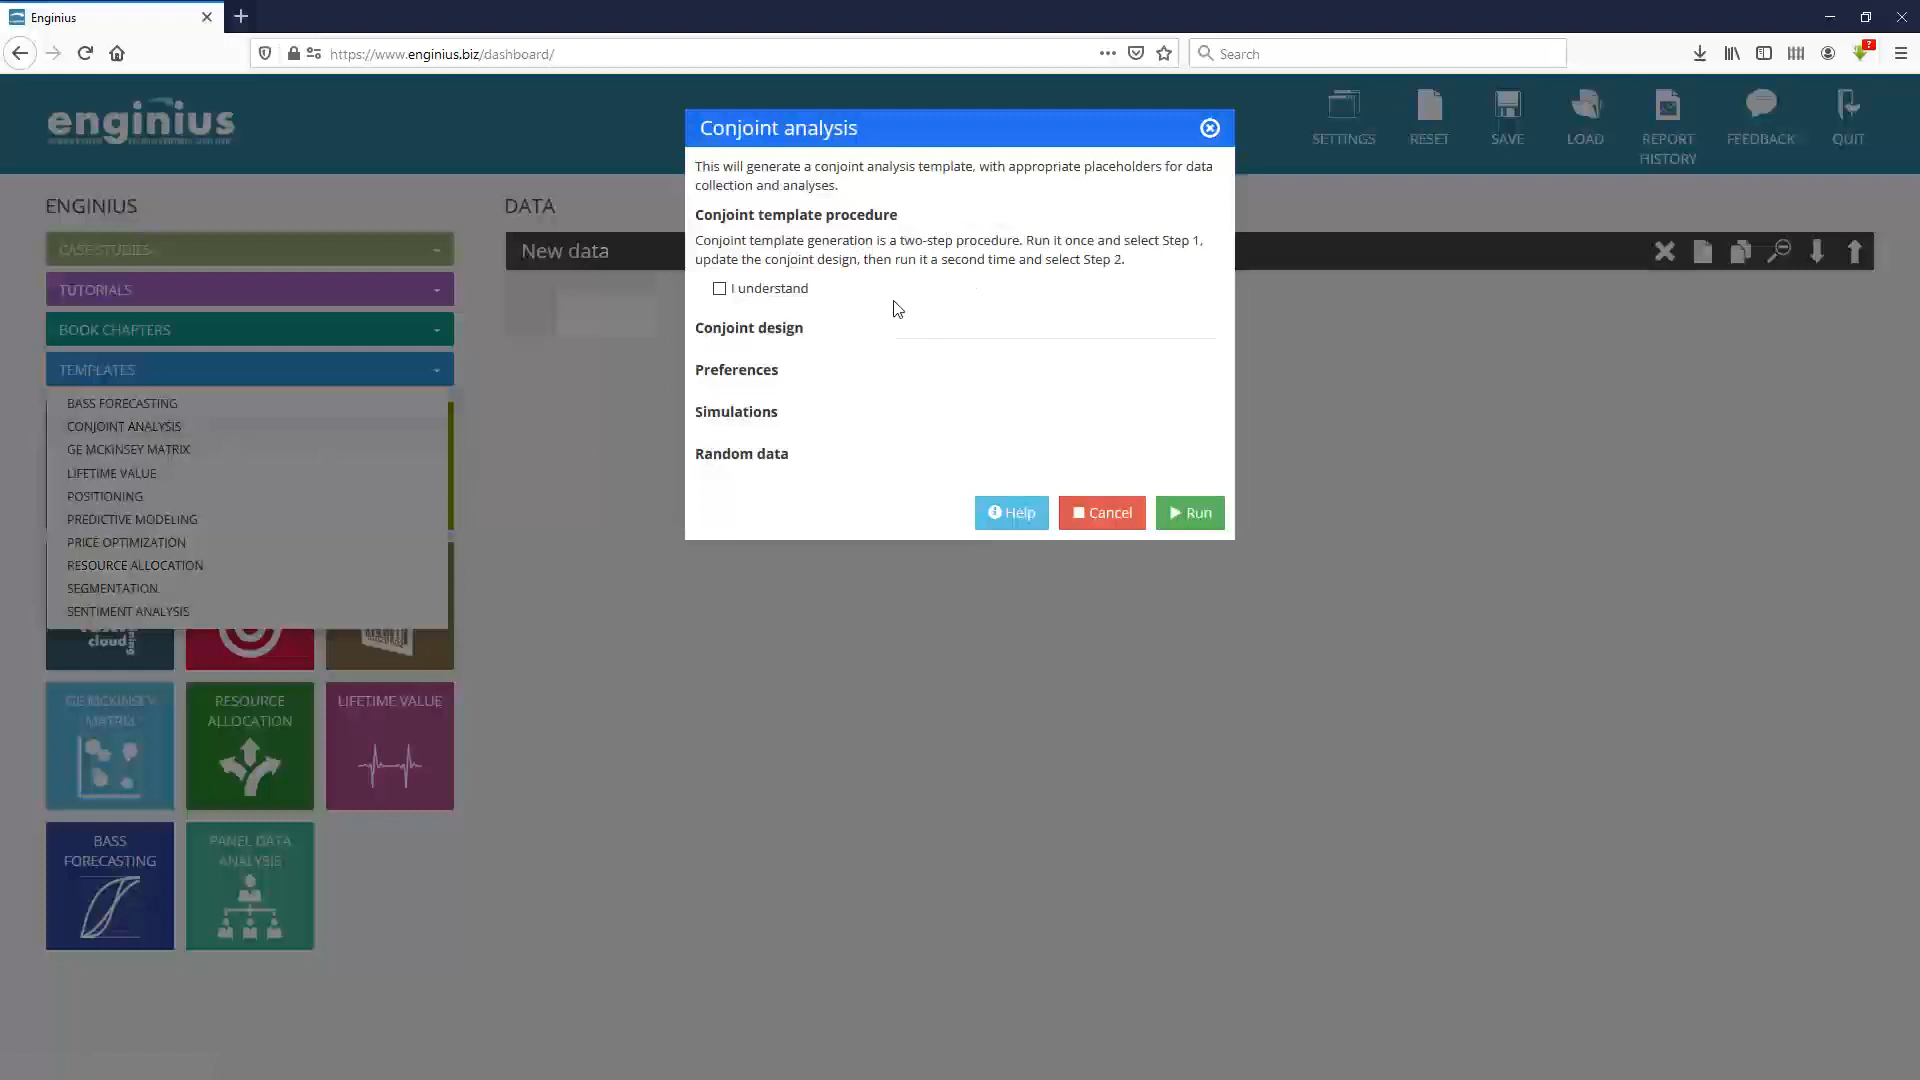 Enginius
https://www.enginius.biz/dashboard/
Search
?
enginius
SETTINGS
RESET
SAVE
LOAD
REPORT
HISTORY
FEEDBACK
QUIT
Conjoint analysis
This will generate a conjoint analysis template, with appropriate placeholders for data
collection and analyses.
Conjoint template procedure
Conjoint template generation is a two-step procedure. Run it once and select Step 1,
update the conjoint design, then run it a second time and select Step 2.
I understand
Conjoint design
Preferences
Simulations
Random data
Help
Cancel
Run
ENGINIUS
CASE STUDIES
TUTORIALS
BOOK CHAPTERS
TEMPLATES
BASS FORECASTING
CONJOINT ANALYSIS
GE MCKINSEY MATRIX
LIFETIME VALUE
POSITIONING
PREDICTIVE MODELING
PRICE OPTIMIZATION
RESOURCE ALLOCATION
SEGMENTATION
SENTIMENT ANALYSIS
cloud
GE MCKINSEY
MATRIX
RESOURCE
ALLOCATION
LIFETIME VALUE
BASS
FORECASTING
PANEL DATA
ANALYSIS
DATA
New data